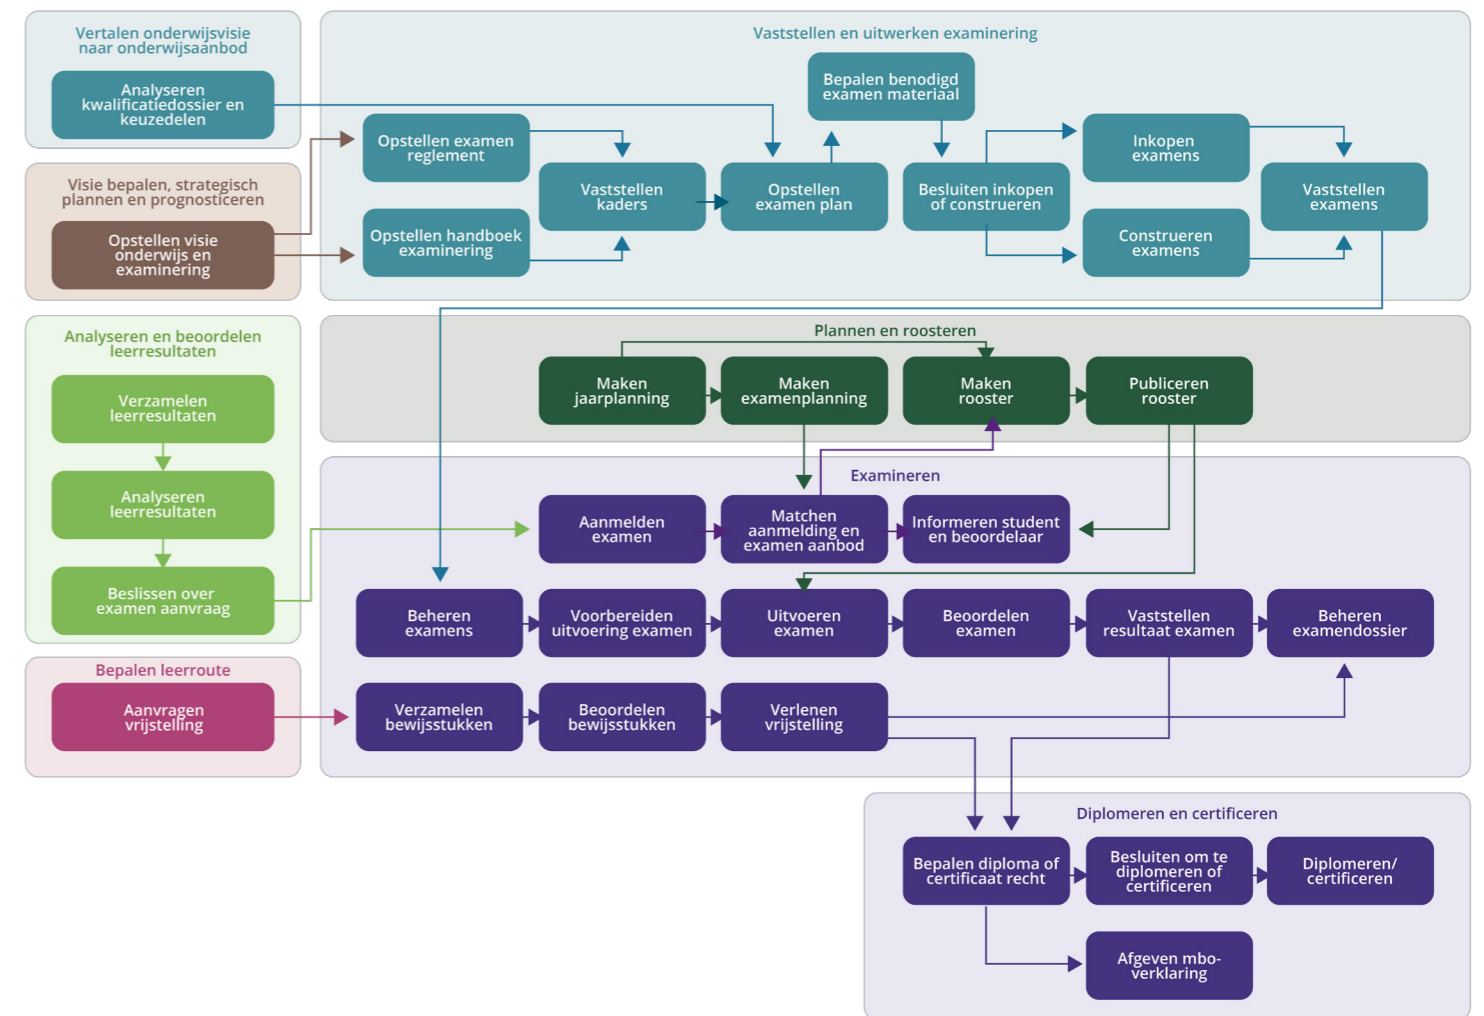 Vertalen onderwijsvisie
naar onderwijsaanbod
Analyseren
kwalificatiedossier en
keuzedelen
Visie bepalen, strategisch
plannen en prognosticeren
Opstellen visie
onderwijs en
examinering
Vaststellen en uitwerken examinering
Opstellen examen
reglement
Opstellen handboek
examinering
Vaststellen
kaders
Opstellen
examen plan
Bepalen benodigd
examen materiaal
Besluiten inkopen
of construeren
Inkopen
examens
Construeren
examens
Vaststellen
examens
Analyseren en beoordelen
leerresultaten
Verzamelen
leerresultaten
Analyseren
leerresultaten
Beslissen over
examen aanvraag
Plannen en roosteren
Maken
jaarplanning
Maken
examenplanning
Maken
rooster
Publiceren
rooster
Examineren
Aanmelden
examen
Matchen
aanmelding en
examen aanbod
Informeren student
en beoordelaar
Beheren
examens
Voorbereiden
uitvoering examen
Uitvoeren
examen
Beoordelen
examen
Vaststellen
resultaat examen
Beheren
examendossier
Bepalen leerroute
Aanvragen
vrijstelling
Verzamelen
bewijsstukken
Beoordelen
bewijsstukken
Verlenen
vrijstelling
Diplomeren en certificeren
Bepalen diploma of
certificaat recht
Besluiten om te
diplomeren of
certificeren
Diplomeren/
certificeren
Afgeven mbo-
verklaring